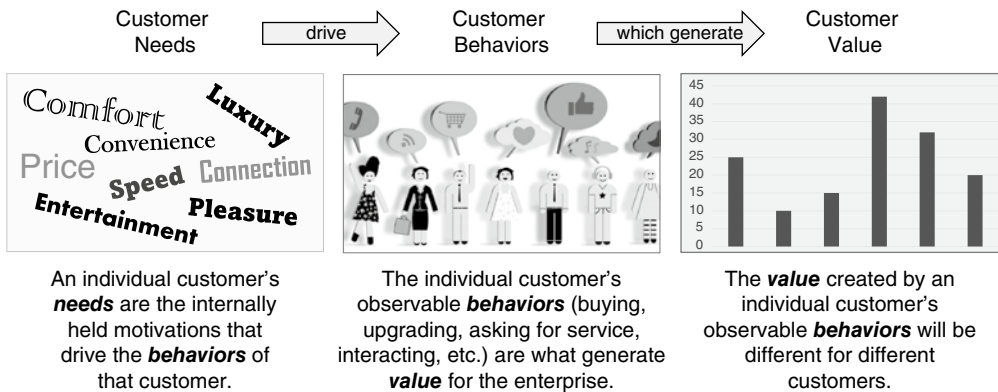 Customer
Needs
drive
Customer
Behaviors
which generate
Customer
Value
Comfort
Luxury
Convenience
Price
Speed
Connection
Entertainment
Pleasure
45
40
35
30
25
20
15
10
5
0
An individual customer's
needs are the internally
held motivations that
drive the behaviors of
that customer.
The individual customer's
observable behaviors (buying,
upgrading, asking for service,
interacting, etc.) are what generate
value for the enterprise.
The value created by an
individual customer's
observable behaviors will be
different for different
customers.